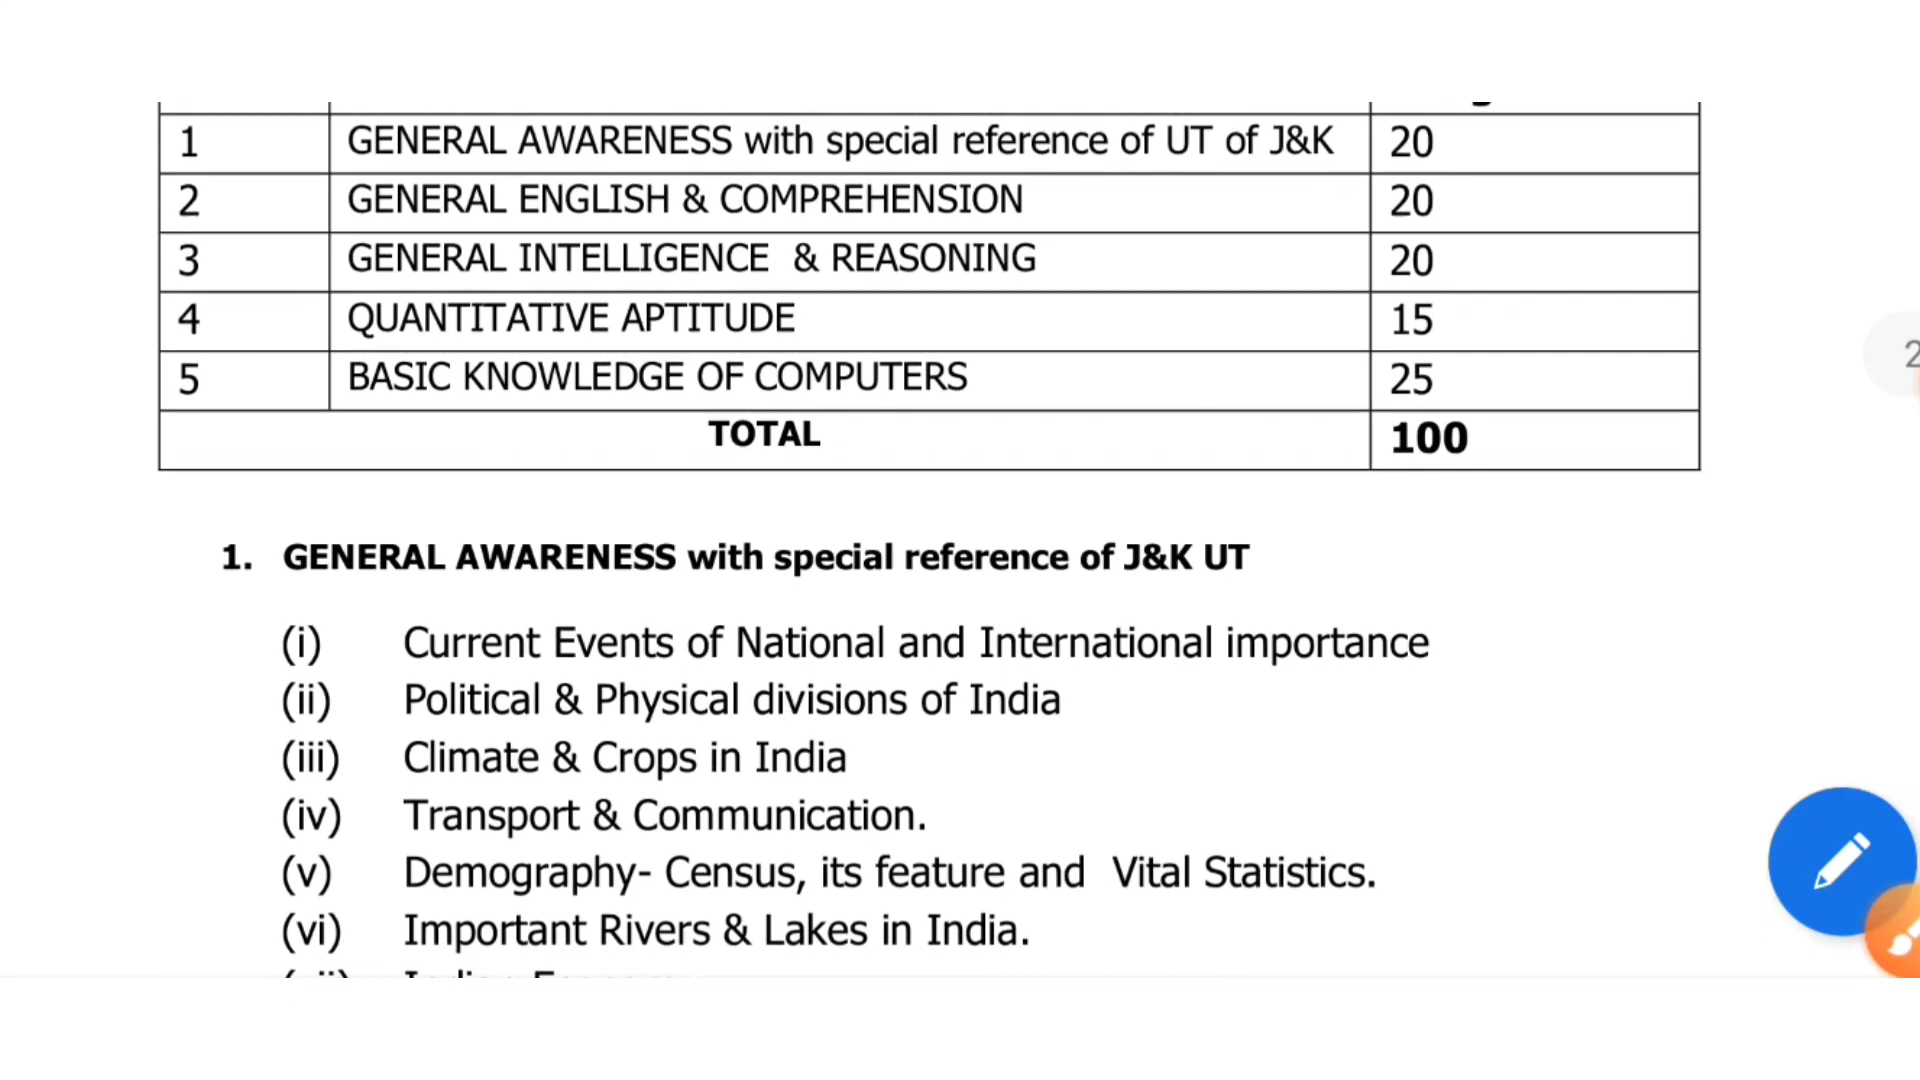 1 GENERAL AWARENESS with special reference of UT of J&K 20
2 GENERAL ENGLISH & COMPREHENSION 20
3 GENERAL INTELLIGENCE & REASONING 20
4 QUANTITATIVE APTITUDE 15
5 BASIC KNOWLEDGE OF COMPUTERS 25
TOTAL 100
2
1. GENERAL AWARENESS with special reference of J&K UT
(i) Current Events of National and International importance
(ii) Political & Physical divisions of India
(iii) Climate & Crops in India
(iv) Transport & Communication.
(v) Demography- Census, its feature and Vital Statistics.
(vi) Important Rivers & Lakes in India.